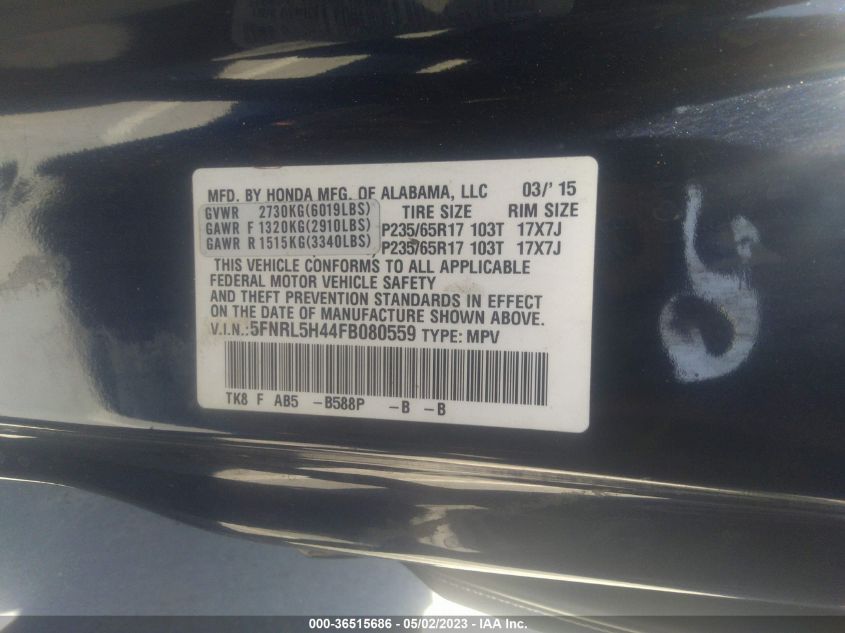 MFD. BY HONDA MFG. OF ALABAMA, LLC 03/'15
GVWR 2730KG(6019LBS) TIRE SIZE RIM SIZE
GAWR F 1320KG(2910LBS) P235/65R17 103T 17X7J
GAWR R 1515KG(3340LBS) P235/65R17 103T 17X7J
THIS VEHICLE CONFORMS TO ALL APPLICABLE
FEDERAL MOTOR VEHICLE SAFETY
AND THEFT PREVENTION STANDARDS IN EFFECT
ON THE DATE OF MANUFACTURE SHOWN ABOVE.
V.I.N.:5FNRL5H44FB080559 TYPE: MPV
TK8 F AB5 -B588P -B -B
000-36515686 - 05/02/2023 - IAA Inc.